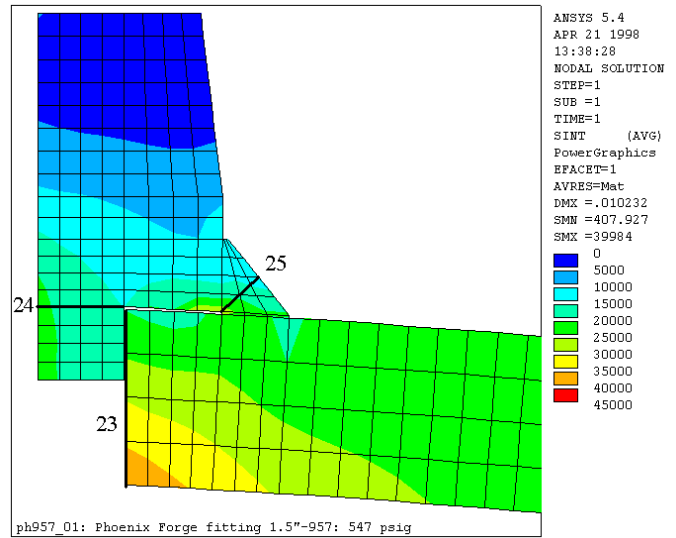 ANSYS 5.4
APR 21 1998
13:38:28
NODAL SOLUTION
STEP=1
SUB =1
TIME=1
SINT (AVG)
PowerGraphics
EFACET=1
AVRES=Mat
DMX =.010232
SMN =407.927
SMX =39984
0
5000
10000
15000
20000
25000
30000
35000
40000
45000
25
24
23
ph957_01: Phoenix Forge fitting 1.5"-957: 547 psig